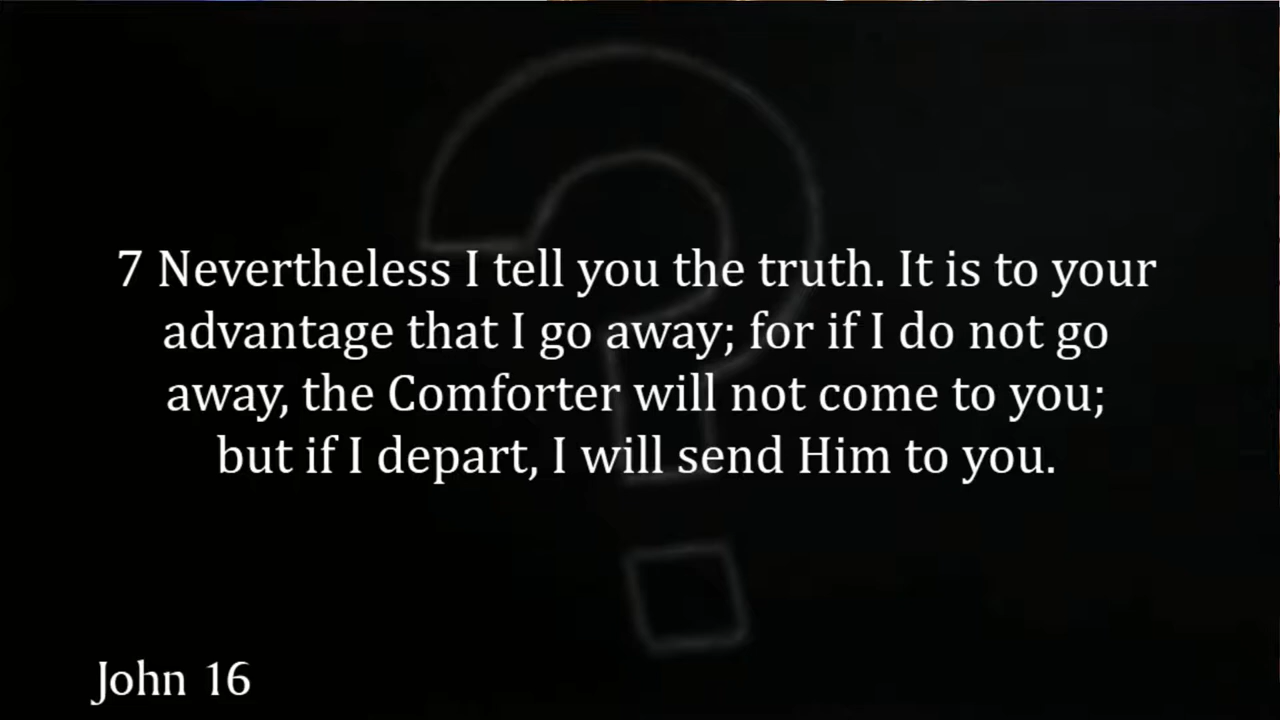 7 Nevertheless I tell you the truth. It is to your
advantage that I go away; for if I do not go
away, the Comforter will not come to you;
but if I depart, I will send Him to you.
John 16